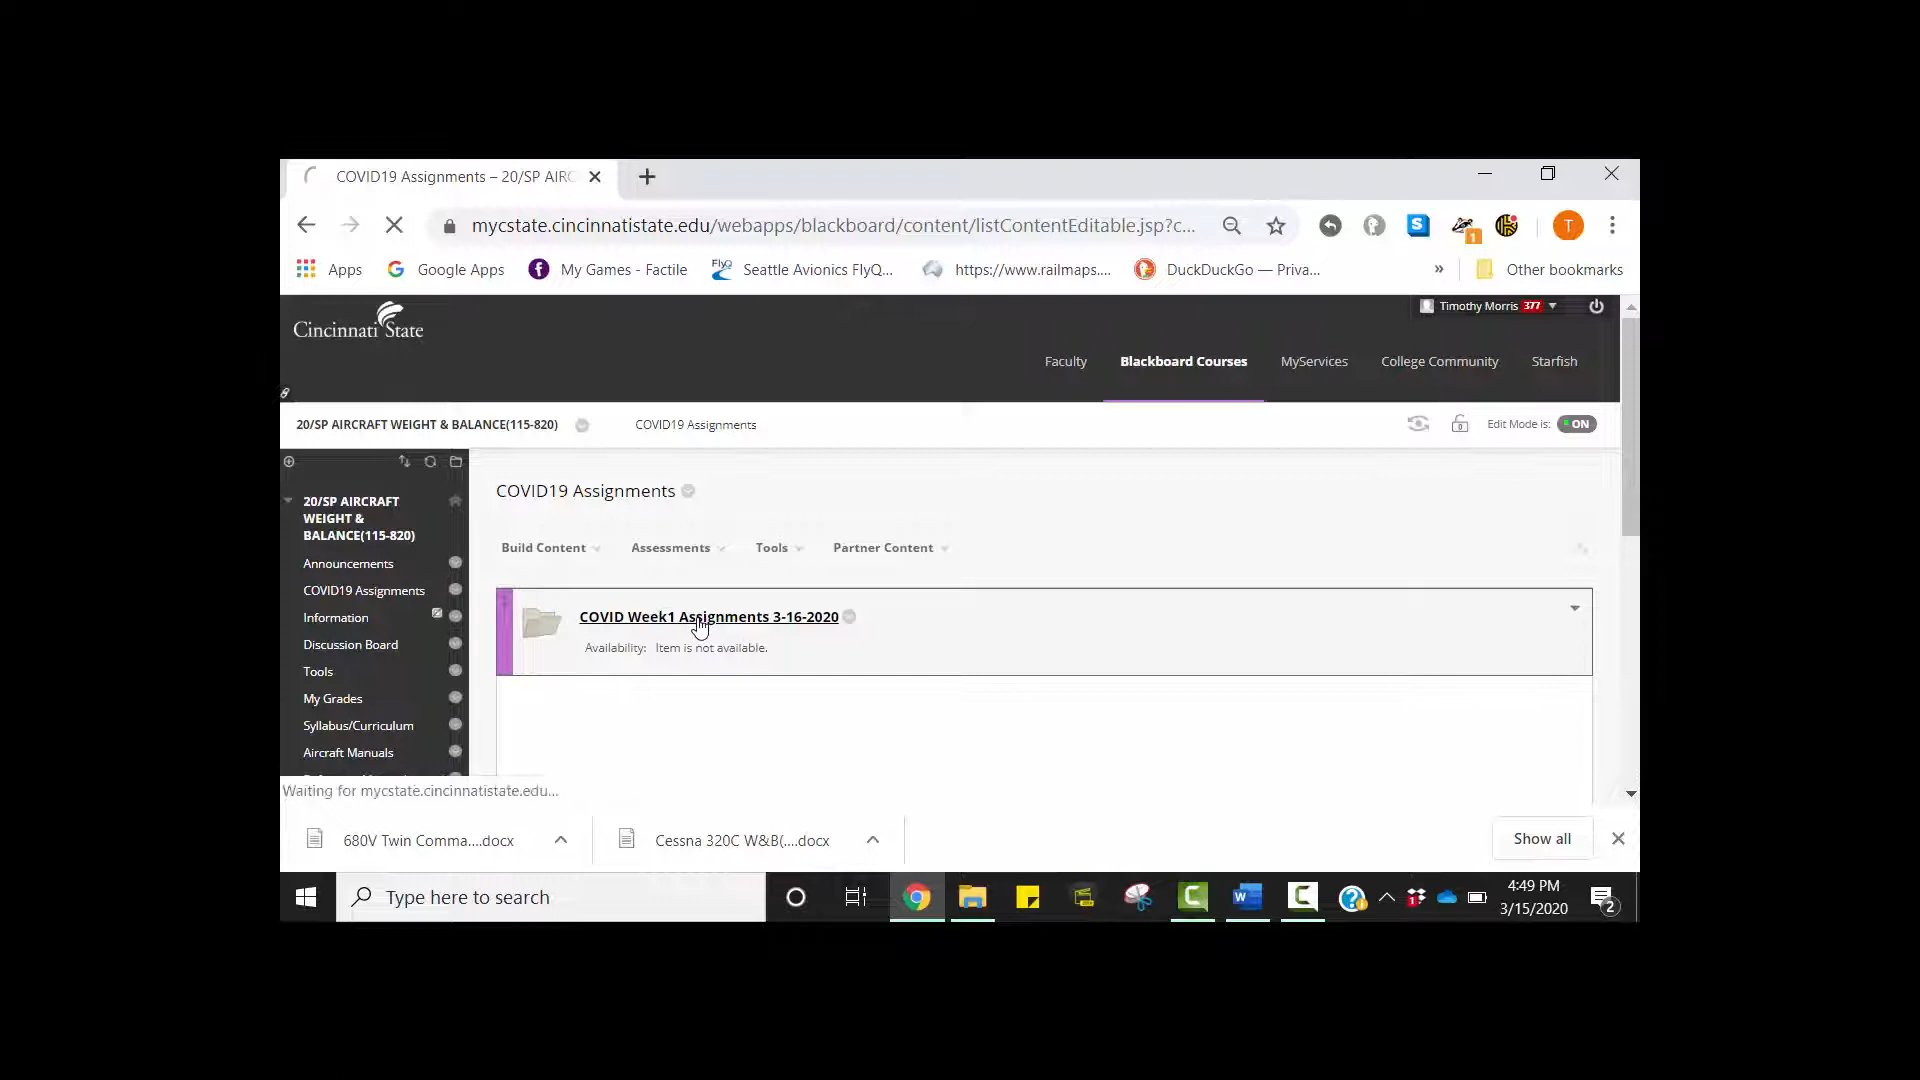 COVID19 Assignments – 20/SP AIRC
mycstate.cincinnatistate.edu/webapps/blackboard/content/listContentEditable.jsp?c...
S
1
T
Apps
Google Apps
My Games - Factile
FlyQ
Seattle Avionics FlyQ...
https://www.railmaps....
DuckDuckGo — Priva...
»
Other bookmarks
Cincinnati State
Timothy Morris 377
Faculty
Blackboard Courses
MyServices
College Community
Starfish
20/SP AIRCRAFT WEIGHT & BALANCE(115-820)
COVID19 Assignments
Edit Mode is:
ON
20/SP AIRCRAFT
WEIGHT &
BALANCE(115-820)
Announcements
COVID19 Assignments
Information
Discussion Board
Tools
My Grades
Syllabus/Curriculum
Aircraft Manuals
COVID19 Assignments
Build Content
Assessments
Tools
Partner Content
COVID Week1 Assignments 3-16-2020
Availability: Item is not available.
Waiting for mycstate.cincinnatistate.edu...
680V Twin Comma....docx
Cessna 320C W&B(....docx
Show all
Type here to search
4:49 PM
3/15/2020
2